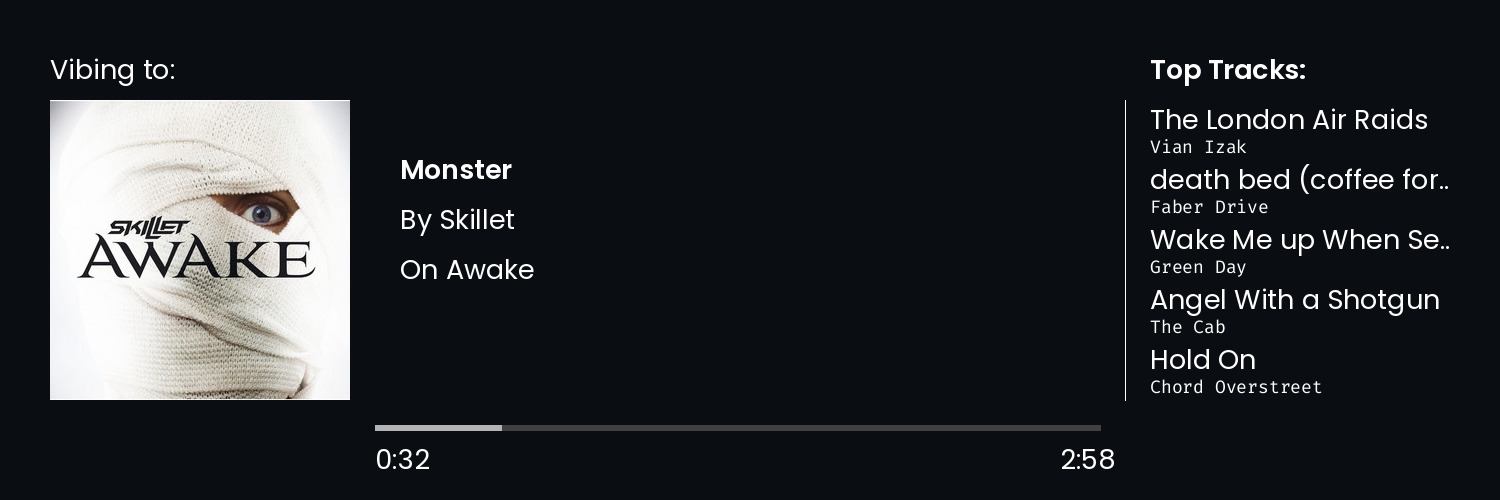 Vibing to:
SKILLET
AWAKE
Monster
By Skillet
On Awake
0:32
2:58
Top Tracks:
The London Air Raids
Vian Izak
death bed (coffee for..
Faber Drive
Wake Me up When Se..
Green Day
Angel With a Shotgun
The Cab
Hold On
Chord Overstreet